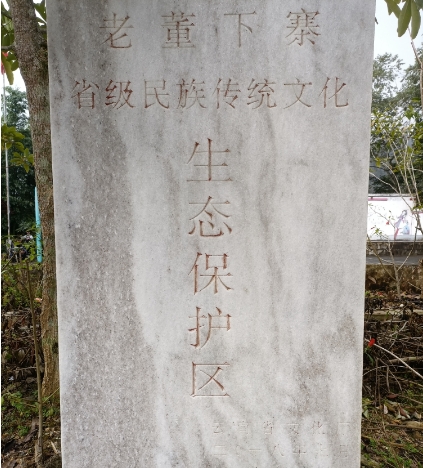 老董下寨
省级民族传统文化
生态保护区